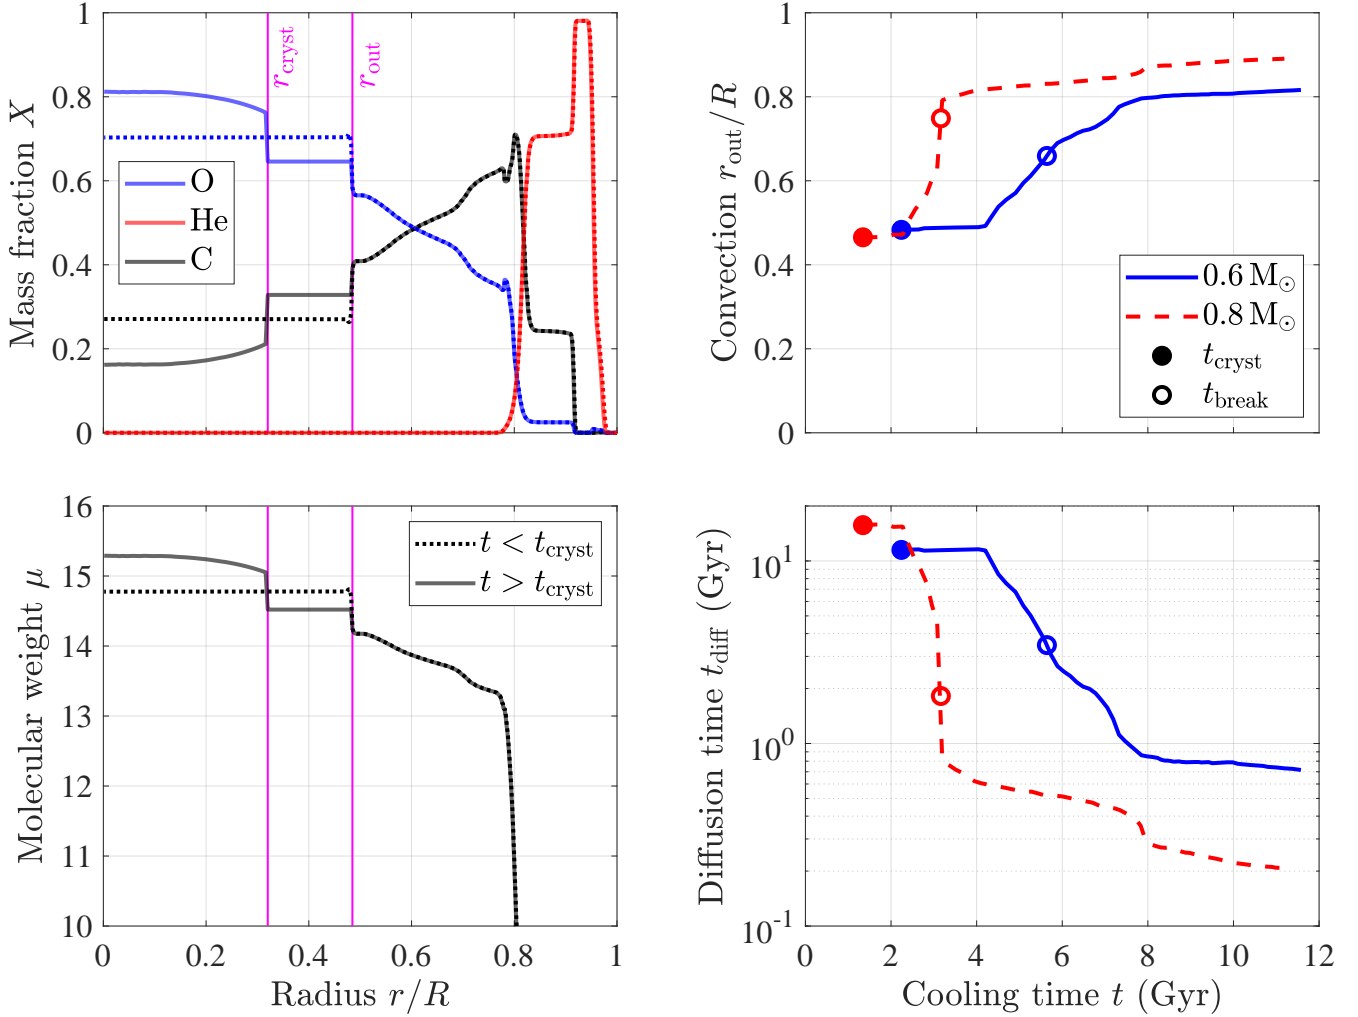 1
0.8
0.6
0.4
0.2
0
Mass fraction X
r_cryst
r_out
O
He
C
1
0.8
0.6
0.4
0.2
0
Convection r_out/R
0.6 M_⊙
0.8 M_⊙
t_cryst
t_break
16
15
14
13
12
11
10
Molecular weight μ
t < t_cryst
t > t_cryst
0 0.2 0.4 0.6 0.8 1
Radius r/R
10^1
10^0
10^-1
Diffusion time t_diff (Gyr)
0 2 4 6 8 10 12
Cooling time t (Gyr)